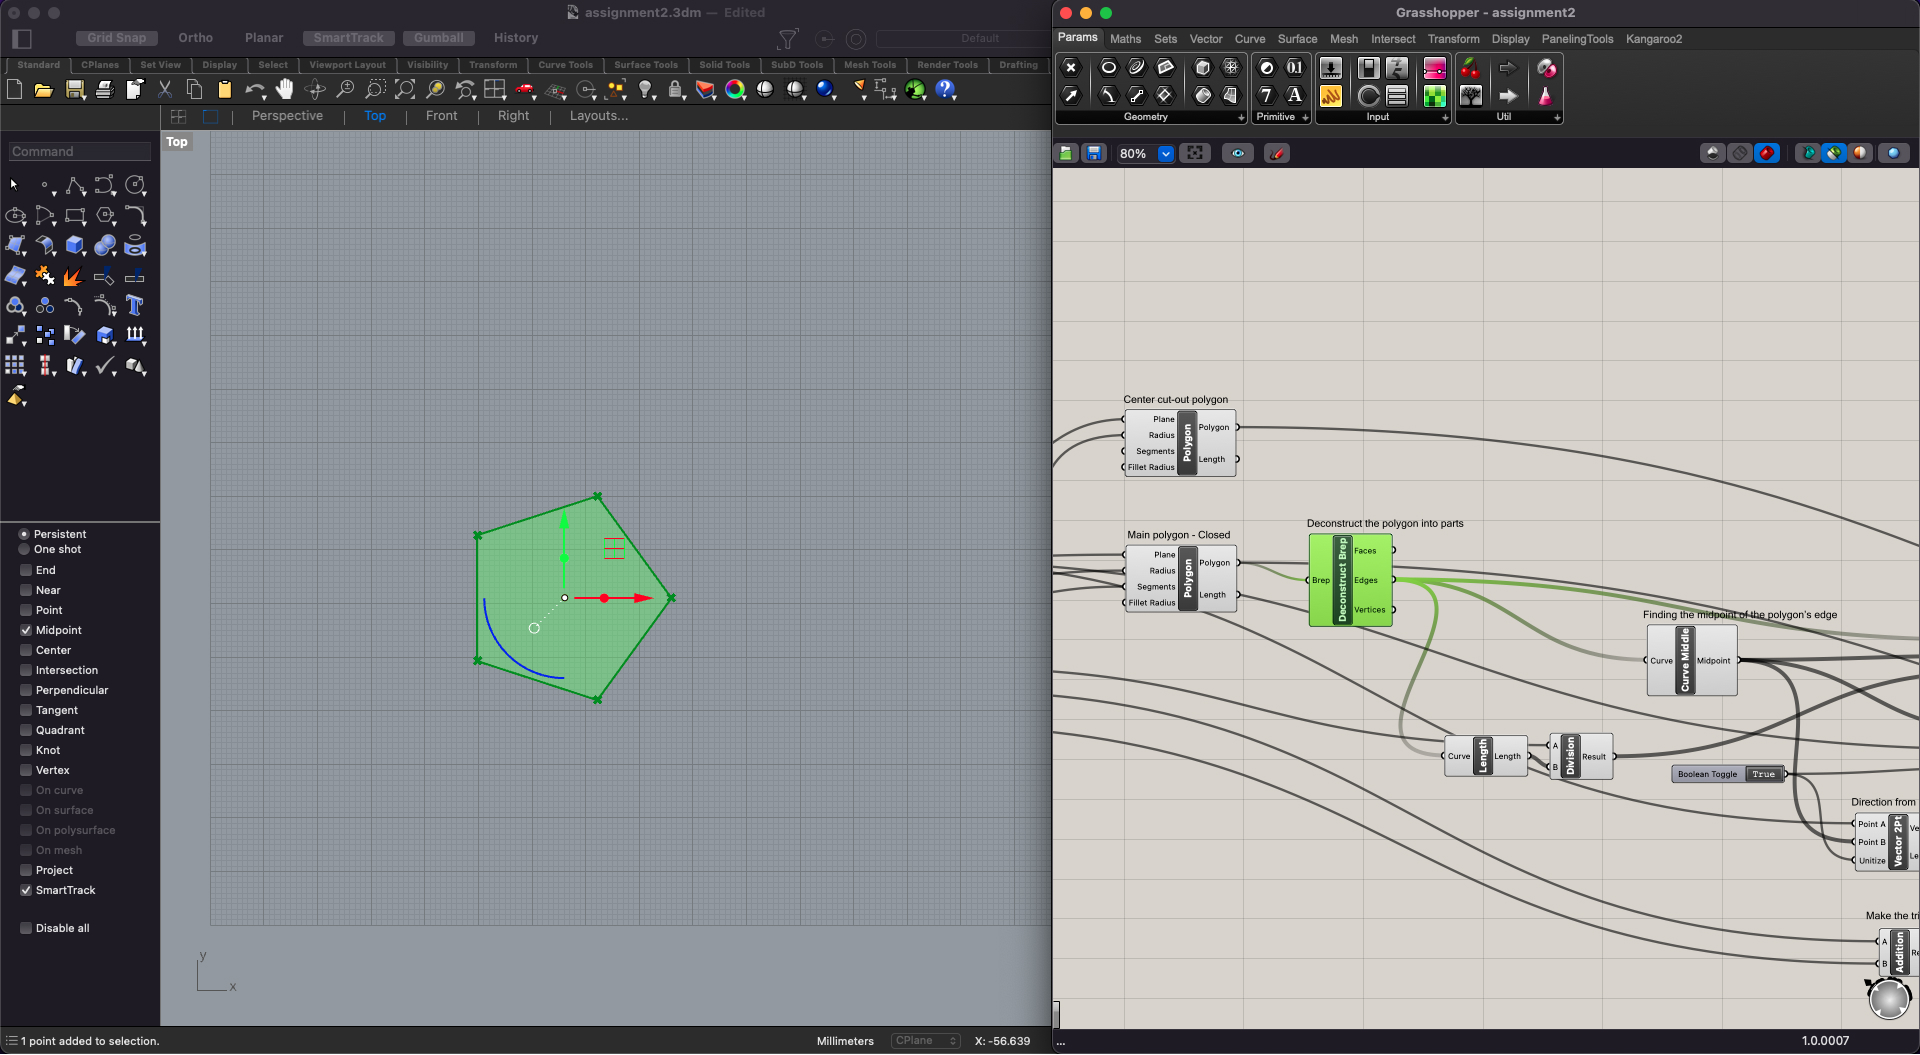 assignment2.3dm — Edited
Grid Snap Ortho Planar SmartTrack Gumball History Default
Standard CPlanes Set View Display Select Viewport Layout Visibility Transform Curve Tools Surface Tools Solid Tools SubD Tools Mesh Tools Render Tools Drafting
Perspective Top Front Right Layouts...
Top
Command
Persistent
One shot
End
Near
Point
Midpoint
Center
Intersection
Perpendicular
Tangent
Quadrant
Knot
Vertex
On curve
On surface
On polysurface
On mesh
Project
SmartTrack
Disable all
y
x
1 point added to selection.
Millimeters CPlane X: -56.639
Grasshopper - assignment2
Params Maths Sets Vector Curve Surface Mesh Intersect Transform Display PanelingTools Kangaroo2
Geometry Primitive Input Util
80%
Center cut-out polygon
Plane
Radius
Segments
Fillet Radius
Polygon
Polygon
Length
Main polygon - Closed
Plane
Radius
Segments
Fillet Radius
Polygon
Polygon
Length
Deconstruct the polygon into parts
Brep
Deconstruct Brep
Faces
Edges
Vertices
Finding the midpoint of the polygon's edge
Curve
Curve Middle
Midpoint
Curve
Length
Length
A
B
Division
Result
Boolean Toggle True
Direction from
Point A
Point B
Unitize
Vector 2Pt
Ve
Le
Make the tri
A
B
Addition
Re
...
1.0.0007